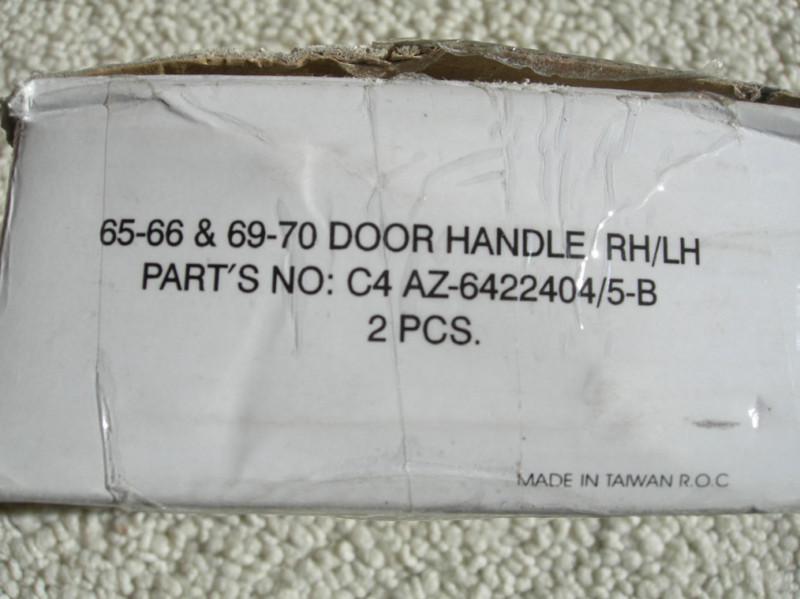 65-66 & 69-70 DOOR HANDLE RH/LH
PART'S NO: C4 AZ-6422404/5-B
2 PCS.
MADE IN TAIWAN R.O.C